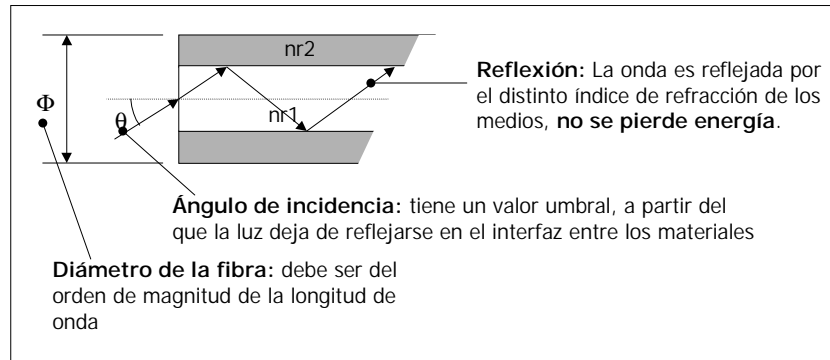 nr2
Reflexión: La onda es reflejada por
el distinto índice de refracción de los
medios, no se pierde energía.
Φ
θ
nr1
Ángulo de incidencia: tiene un valor umbral, a partir del
que la luz deja de reflejarse en el interfaz entre los materiales
Diámetro de la fibra: debe ser del
orden de magnitud de la longitud de
onda